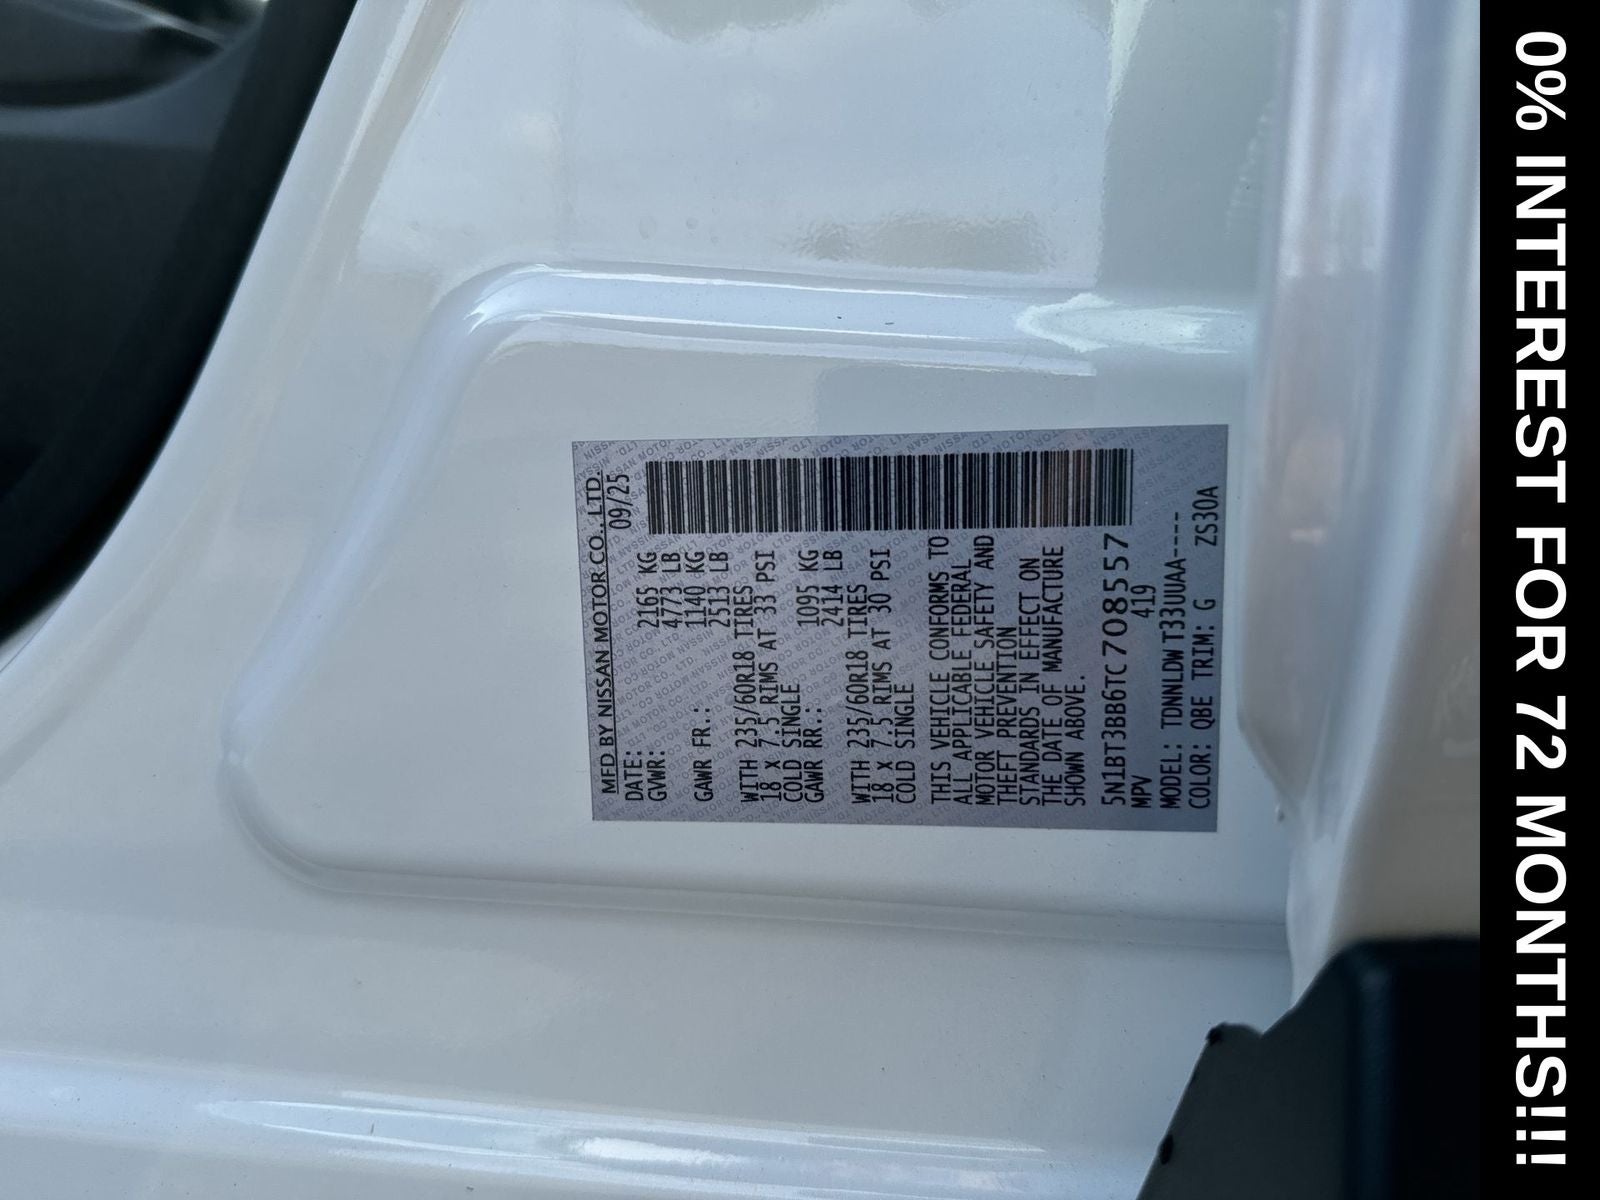 MFD BY NISSAN MOTOR CO., LTD.
DATE: 09/25
GVWR: 2165 KG
4773 LB
GAWR FR.: 1140 KG
2513 LB
WITH 235/60R18 TIRES
18 x 7.5 RIMS AT 33 PSI
COLD SINGLE
GAWR RR.: 1095 KG
2414 LB
WITH 235/60R18 TIRES
18 x 7.5 RIMS AT 30 PSI
COLD SINGLE
THIS VEHICLE CONFORMS TO
ALL APPLICABLE FEDERAL
MOTOR VEHICLE SAFETY AND
THEFT PREVENTION
STANDARDS IN EFFECT ON
THE DATE OF MANUFACTURE
SHOWN ABOVE.
5N1BT3BB6TC708557
MPV 419
MODEL: TDNNLDW T33UUAA----
COLOR: QBE TRIM: G ZS30A
0% INTEREST FOR 72 MONTHS!!!